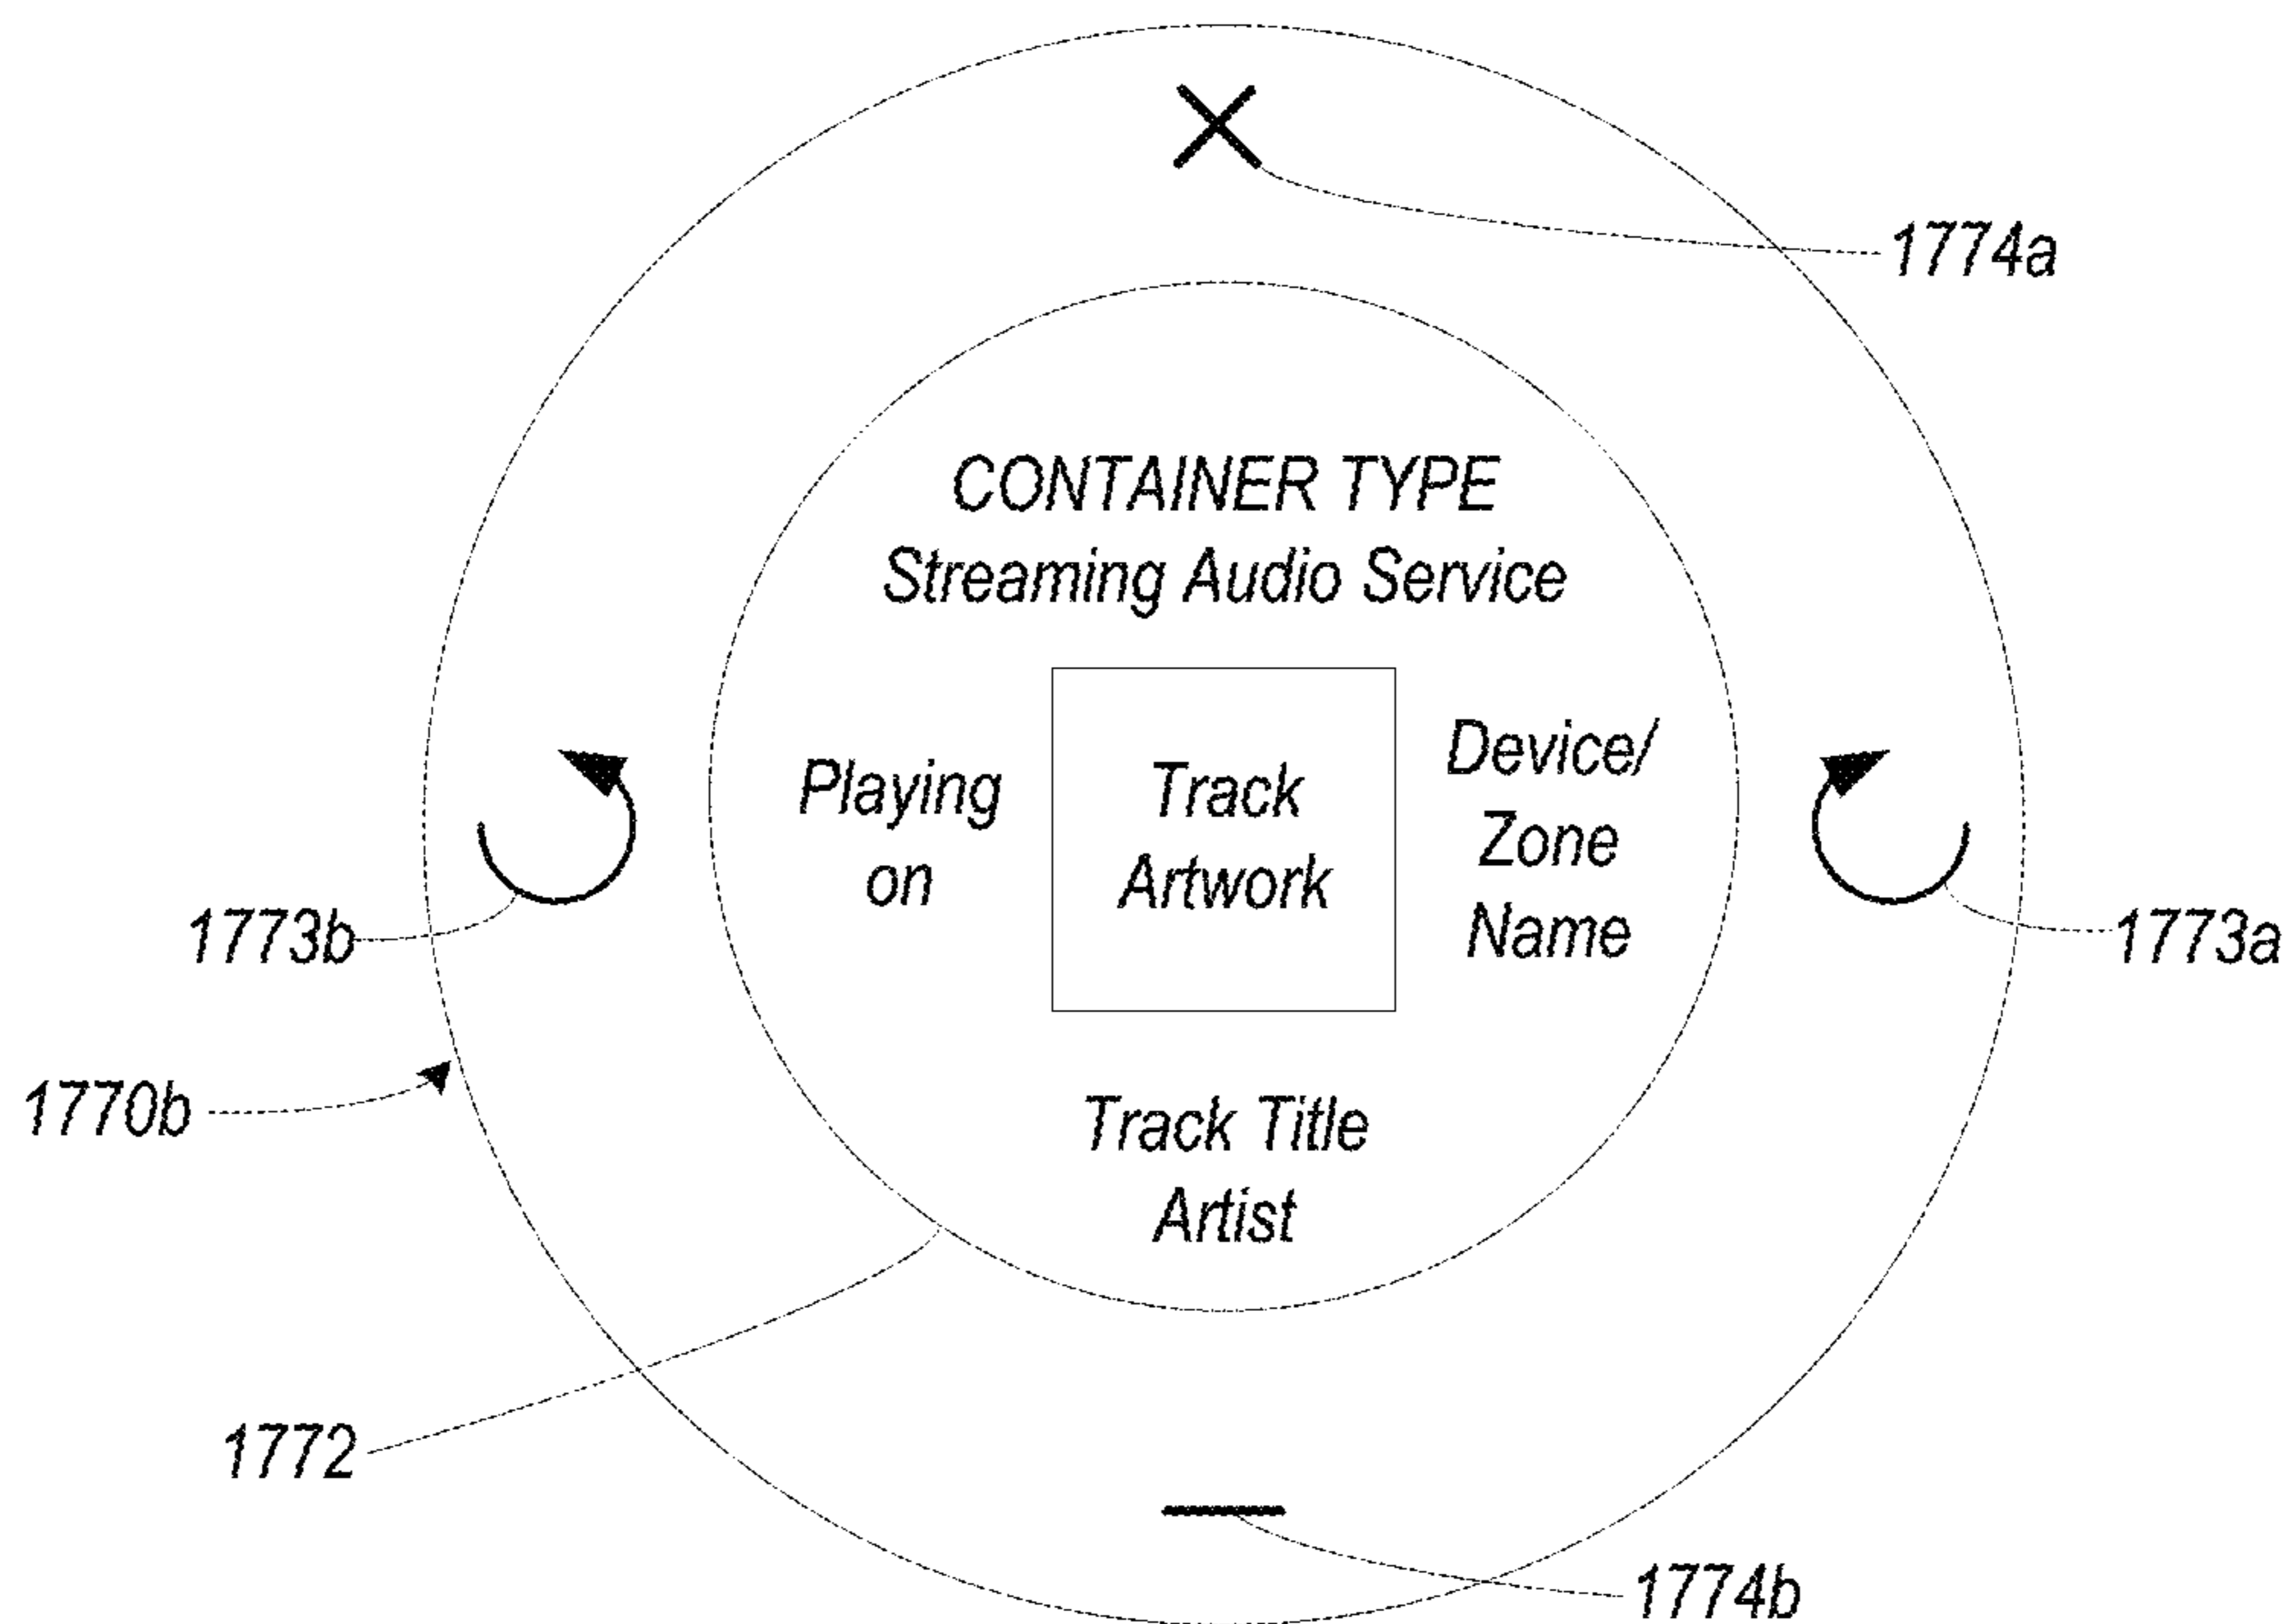 1774a
CONTAINER TYPE
Streaming Audio Service
Playing
on
Track
Artwork
Device/
Zone
Name
1773b
1773a
1770b
Track Title
Artist
1772
1774b